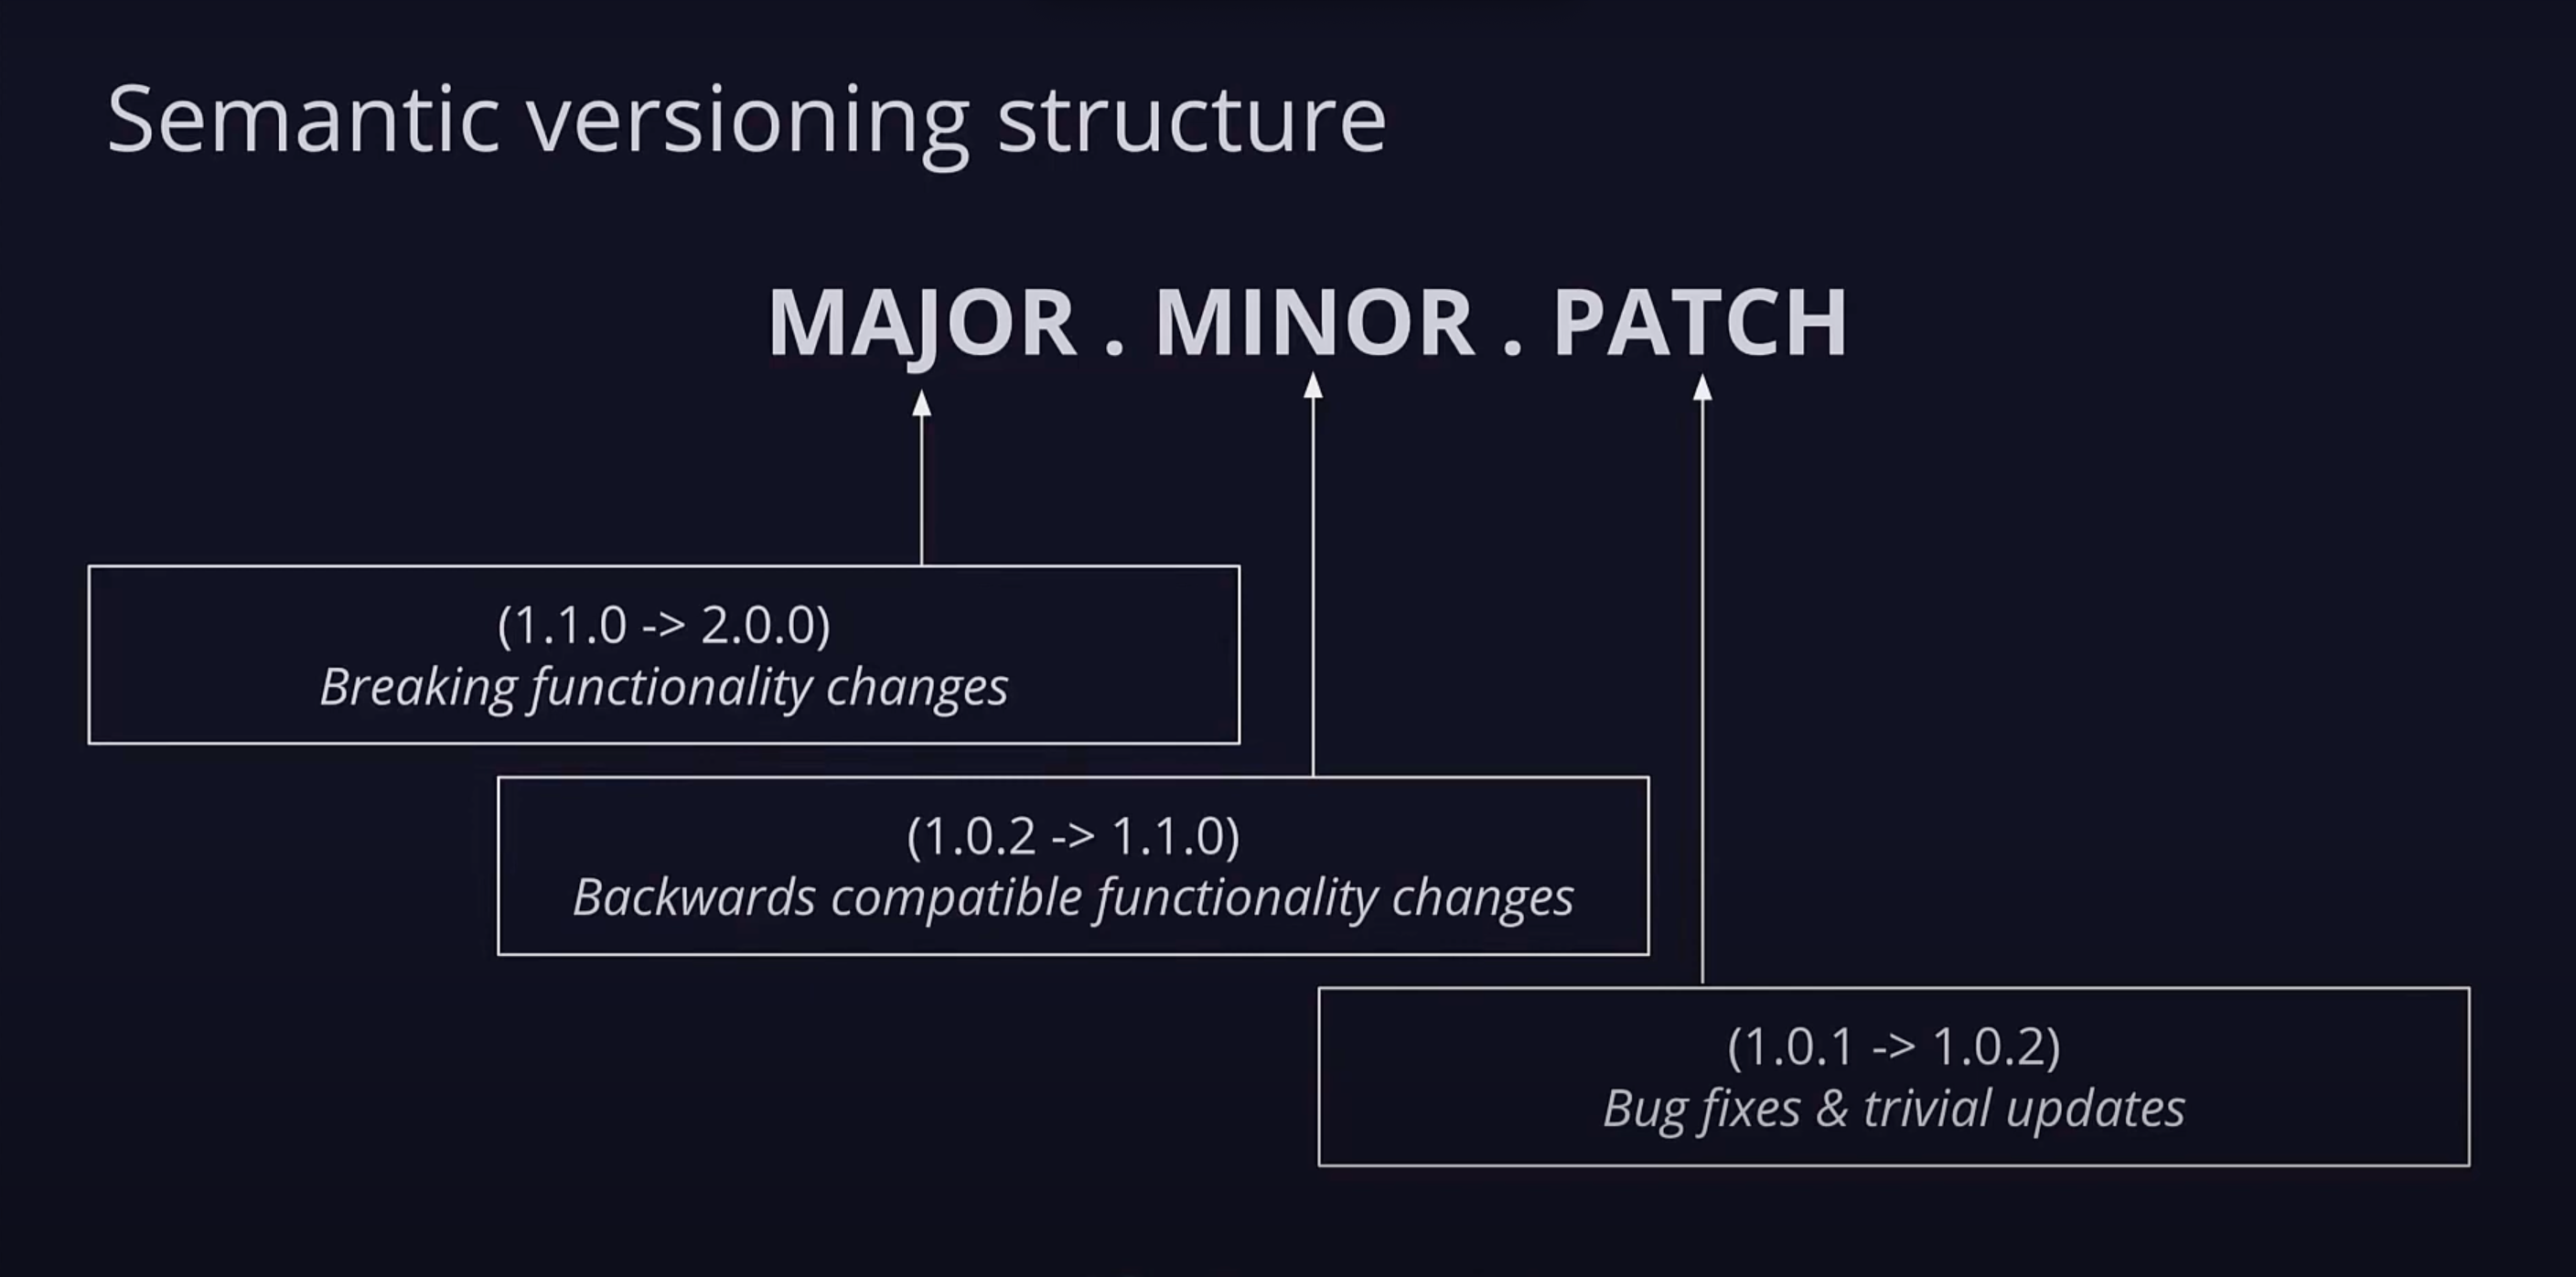 Semantic versioning structure
MAJOR . MINOR . PATCH
(1.1.0 -> 2.0.0)
Breaking functionality changes
(1.0.2 -> 1.1.0)
Backwards compatible functionality changes
(1.0.1 -> 1.0.2)
Bug fixes & trivial updates